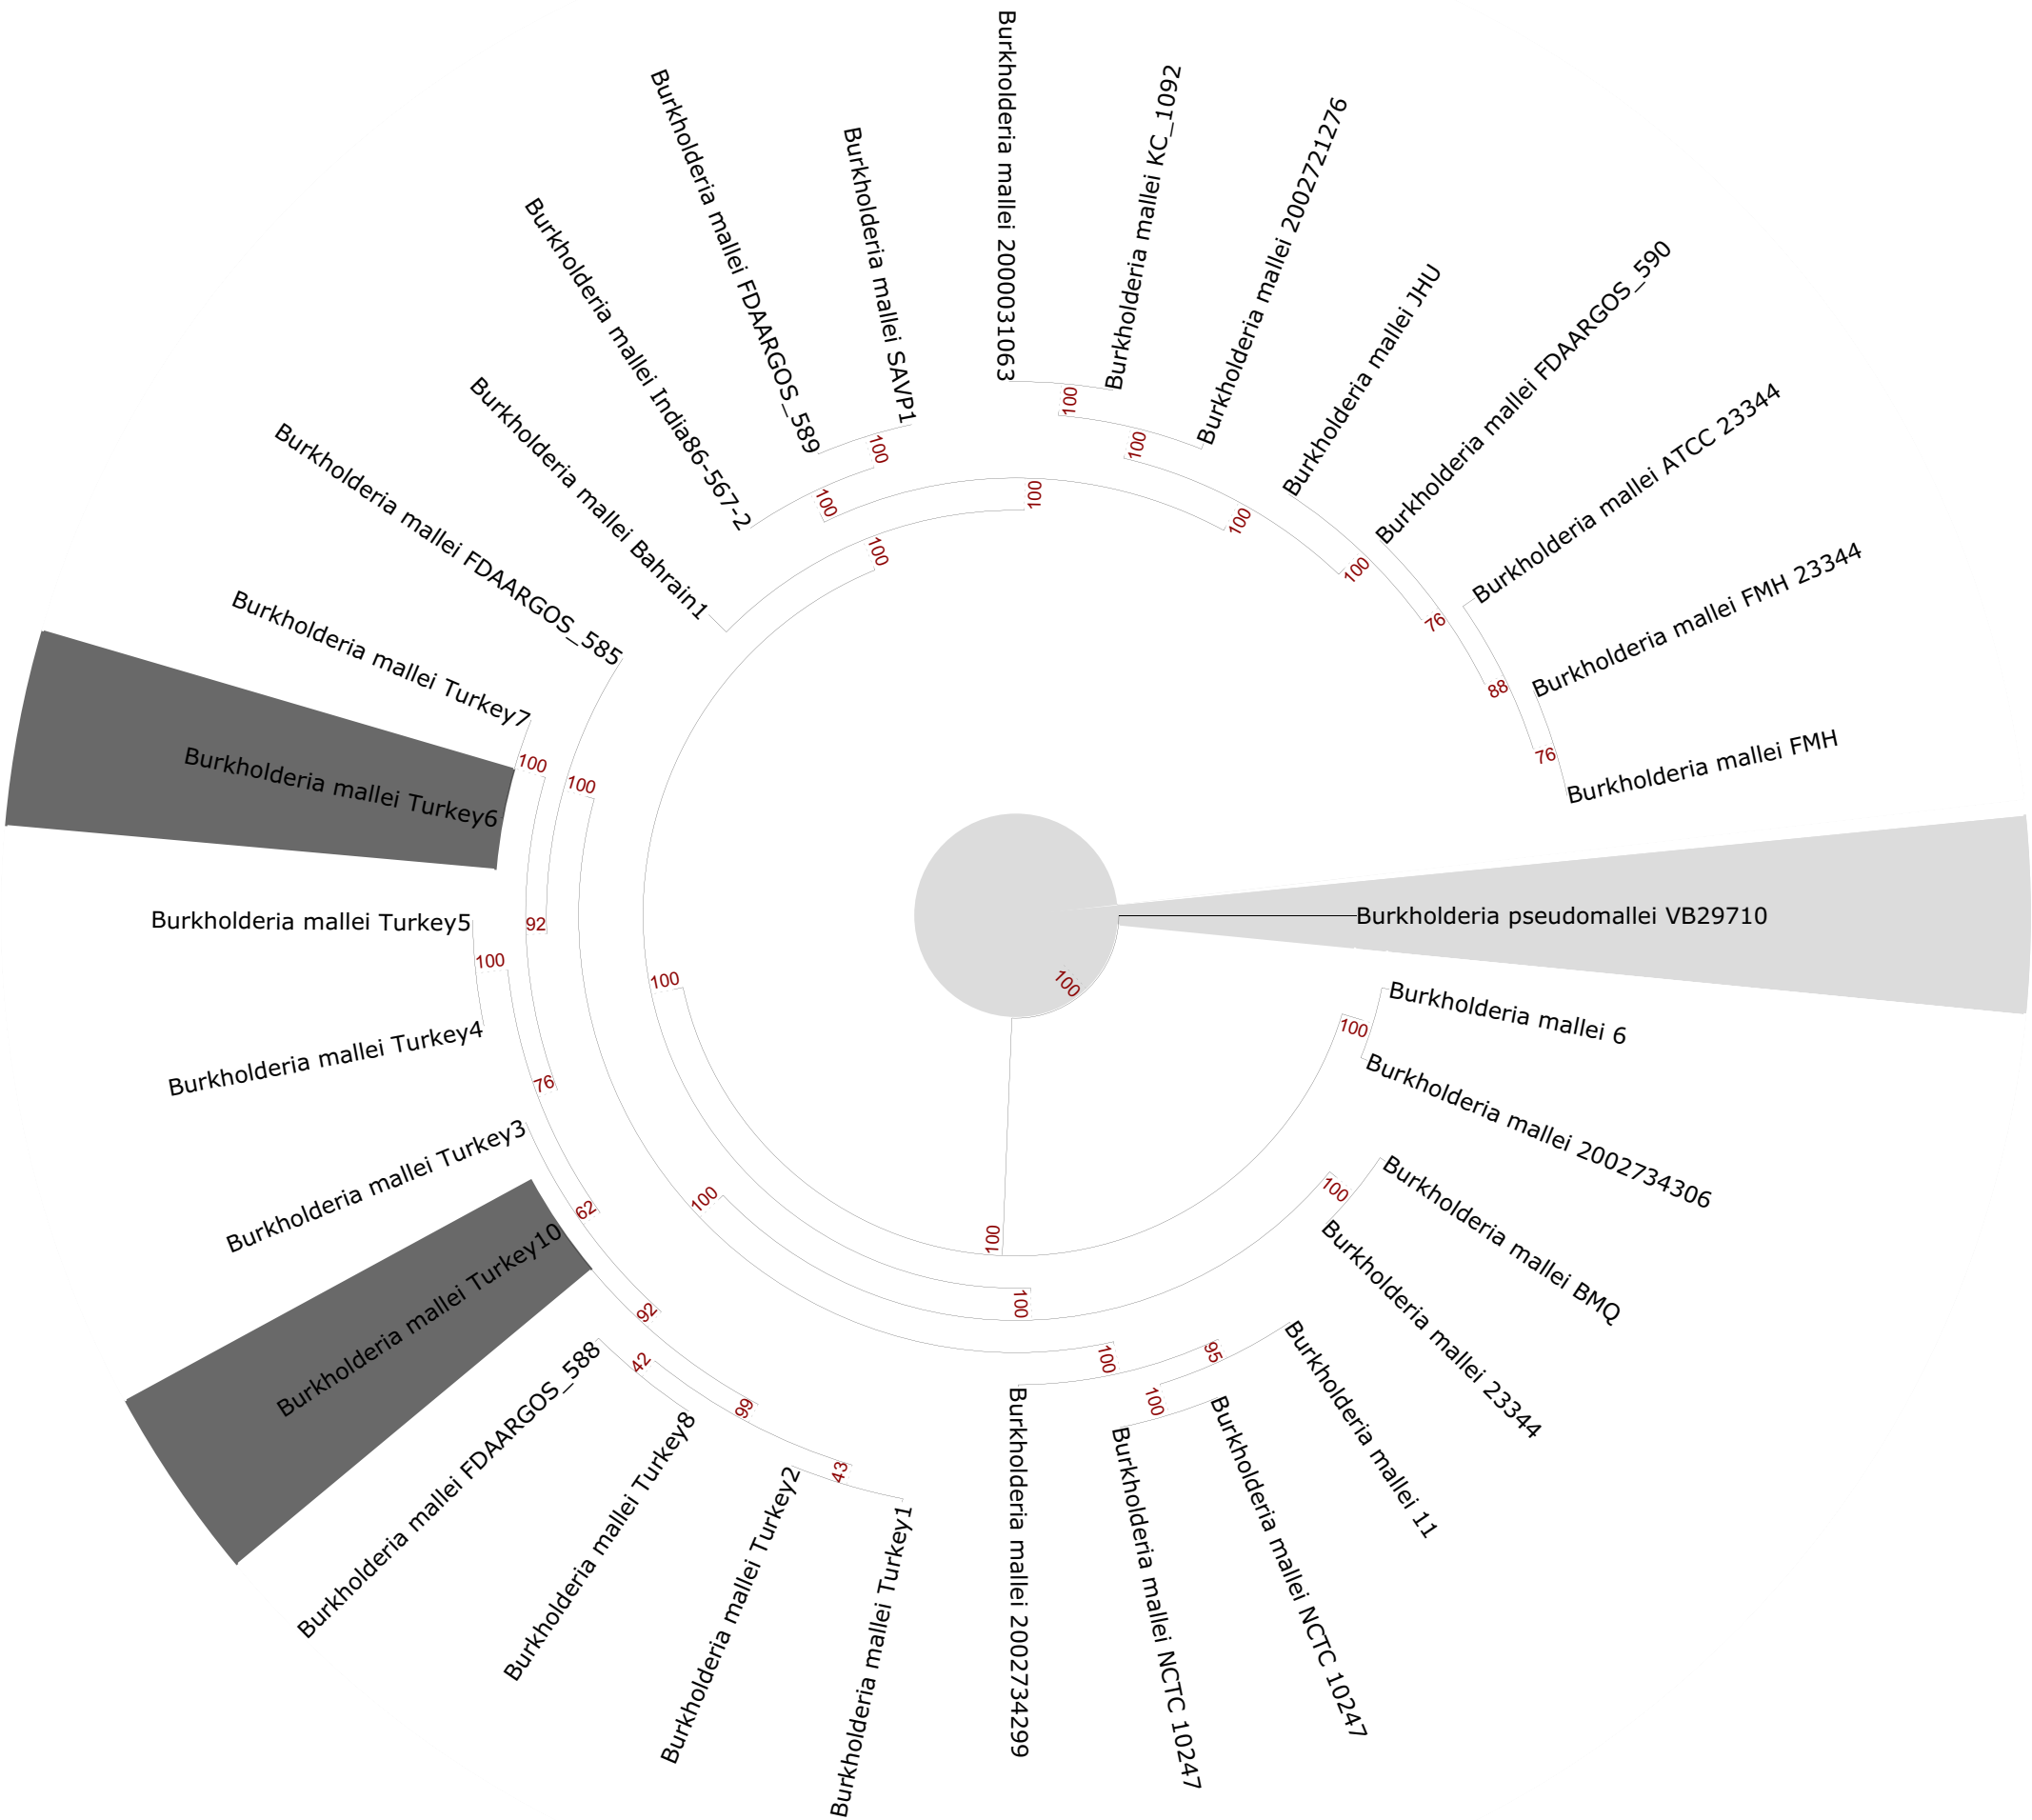 Burkholderia mallei 2000031063
Burkholderia mallei KC_1092
Burkholderia mallei 2002721276
Burkholderia mallei JHU
Burkholderia mallei FDAARGOS_590
Burkholderia mallei ATCC 23344
Burkholderia mallei FMH 23344
Burkholderia mallei FMH
Burkholderia pseudomallei VB29710
Burkholderia mallei 6
Burkholderia mallei 2002734306
Burkholderia mallei BMQ
Burkholderia mallei 23344
Burkholderia mallei 11
Burkholderia mallei NCTC 10247
Burkholderia mallei NCTC 10247
Burkholderia mallei 2002734299
Burkholderia mallei Turkey1
Burkholderia mallei Turkey2
Burkholderia mallei Turkey8
Burkholderia mallei FDAARGOS_588
Burkholderia mallei Turkey10
Burkholderia mallei Turkey3
Burkholderia mallei Turkey4
Burkholderia mallei Turkey5
Burkholderia mallei Turkey6
Burkholderia mallei Turkey7
Burkholderia mallei FDAARGOS_585
Burkholderia mallei Bahrain1
Burkholderia mallei India86-567-2
Burkholderia mallei FDAARGOS_589
Burkholderia mallei SAVP1
100
100
100
100
76
88
76
100
100
100
100
100
100
100
92
100
76
62
92
42
99
43
100
100
100
100
95
100
100
100
100